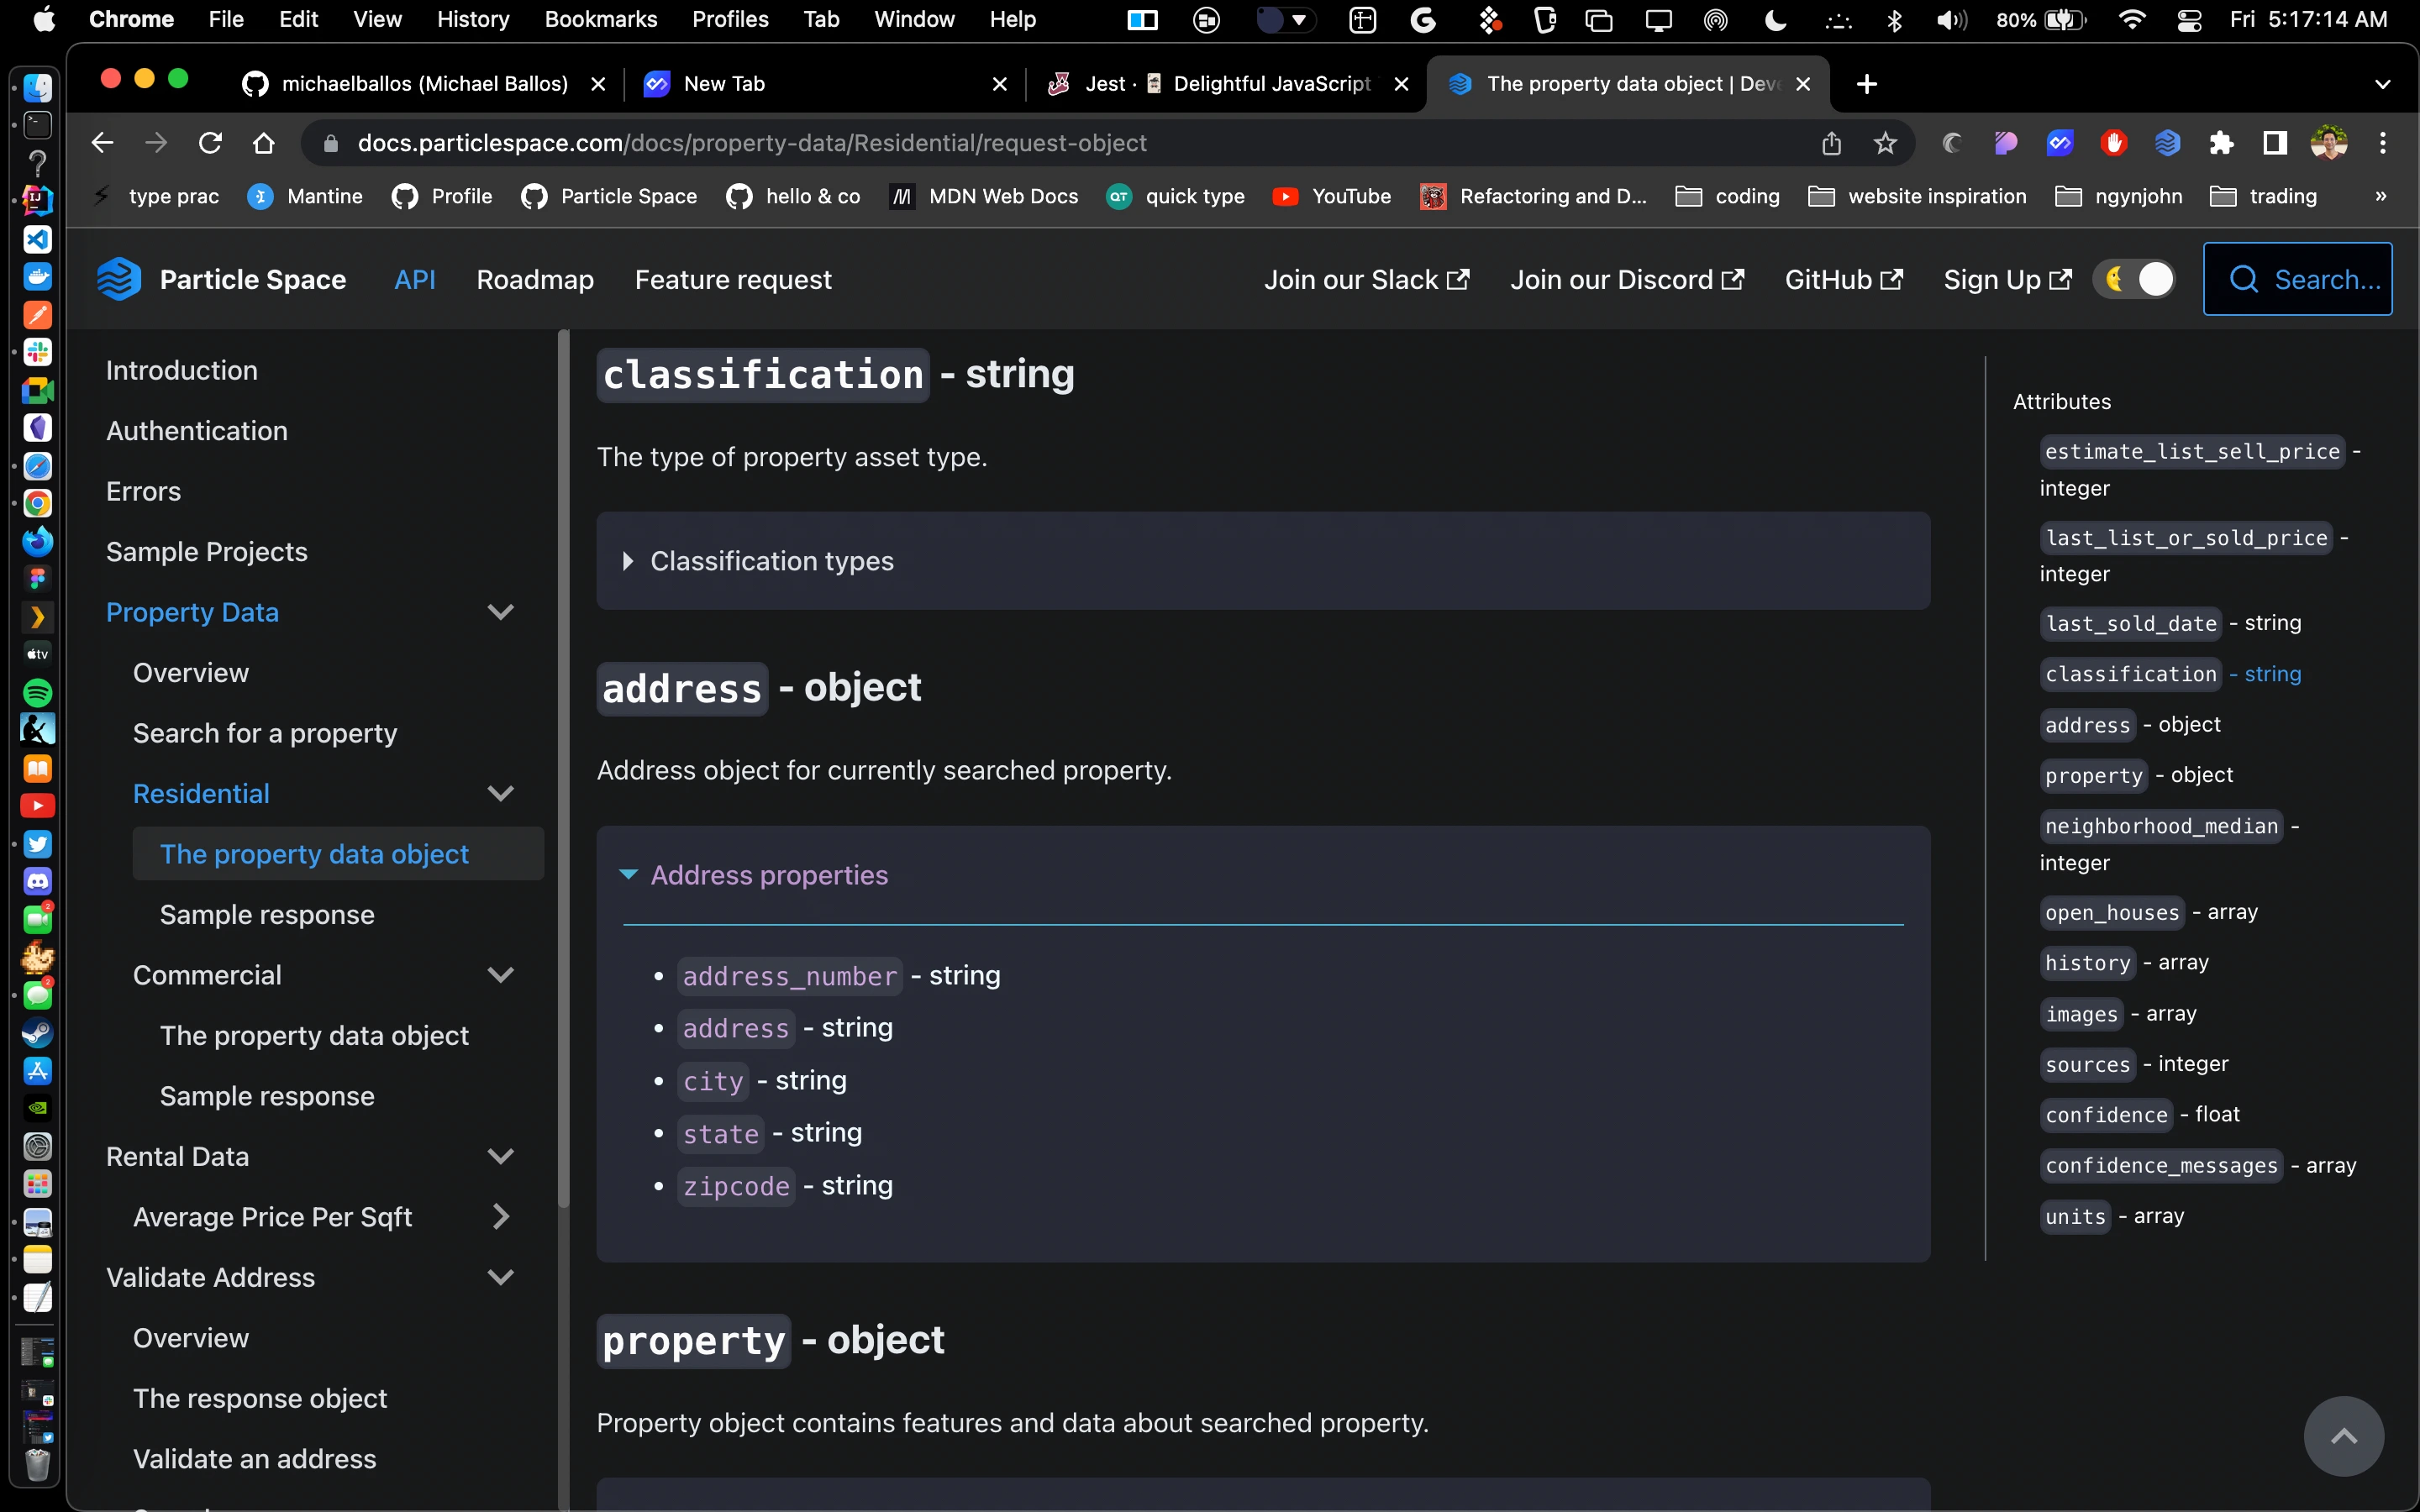 Chrome File Edit View History Bookmarks Profiles Tab Window Help 80% Fri 5:17:14 AM
michaelballos (Michael Ballos) New Tab Jest · Delightful JavaScript The property data object | Deve
docs.particlespace.com/docs/property-data/Residential/request-object
type prac Mantine Profile Particle Space hello & co MDN Web Docs QT quick type YouTube Refactoring and D... coding website inspiration ngynjohn trading »
Particle Space API Roadmap Feature request Join our Slack Join our Discord GitHub Sign Up Search...
Introduction
Authentication
Errors
Sample Projects
Property Data
Overview
Search for a property
Residential
The property data object
Sample response
Commercial
The property data object
Sample response
Rental Data
Average Price Per Sqft
Validate Address
Overview
The response object
Validate an address
classification - string
The type of property asset type.
Classification types
address - object
Address object for currently searched property.
Address properties
address_number - string
address - string
city - string
state - string
zipcode - string
property - object
Property object contains features and data about searched property.
Attributes
estimate_list_sell_price -
integer
last_list_or_sold_price -
integer
last_sold_date - string
classification - string
address - object
property - object
neighborhood_median -
integer
open_houses - array
history - array
images - array
sources - integer
confidence - float
confidence_messages - array
units - array